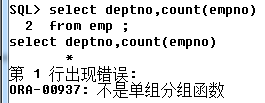 SQL> select deptno,count(empno)
2 from emp ;
select deptno,count(empno)
*
第 1 行出现错误:
ORA-00937: 不是单组分组函数